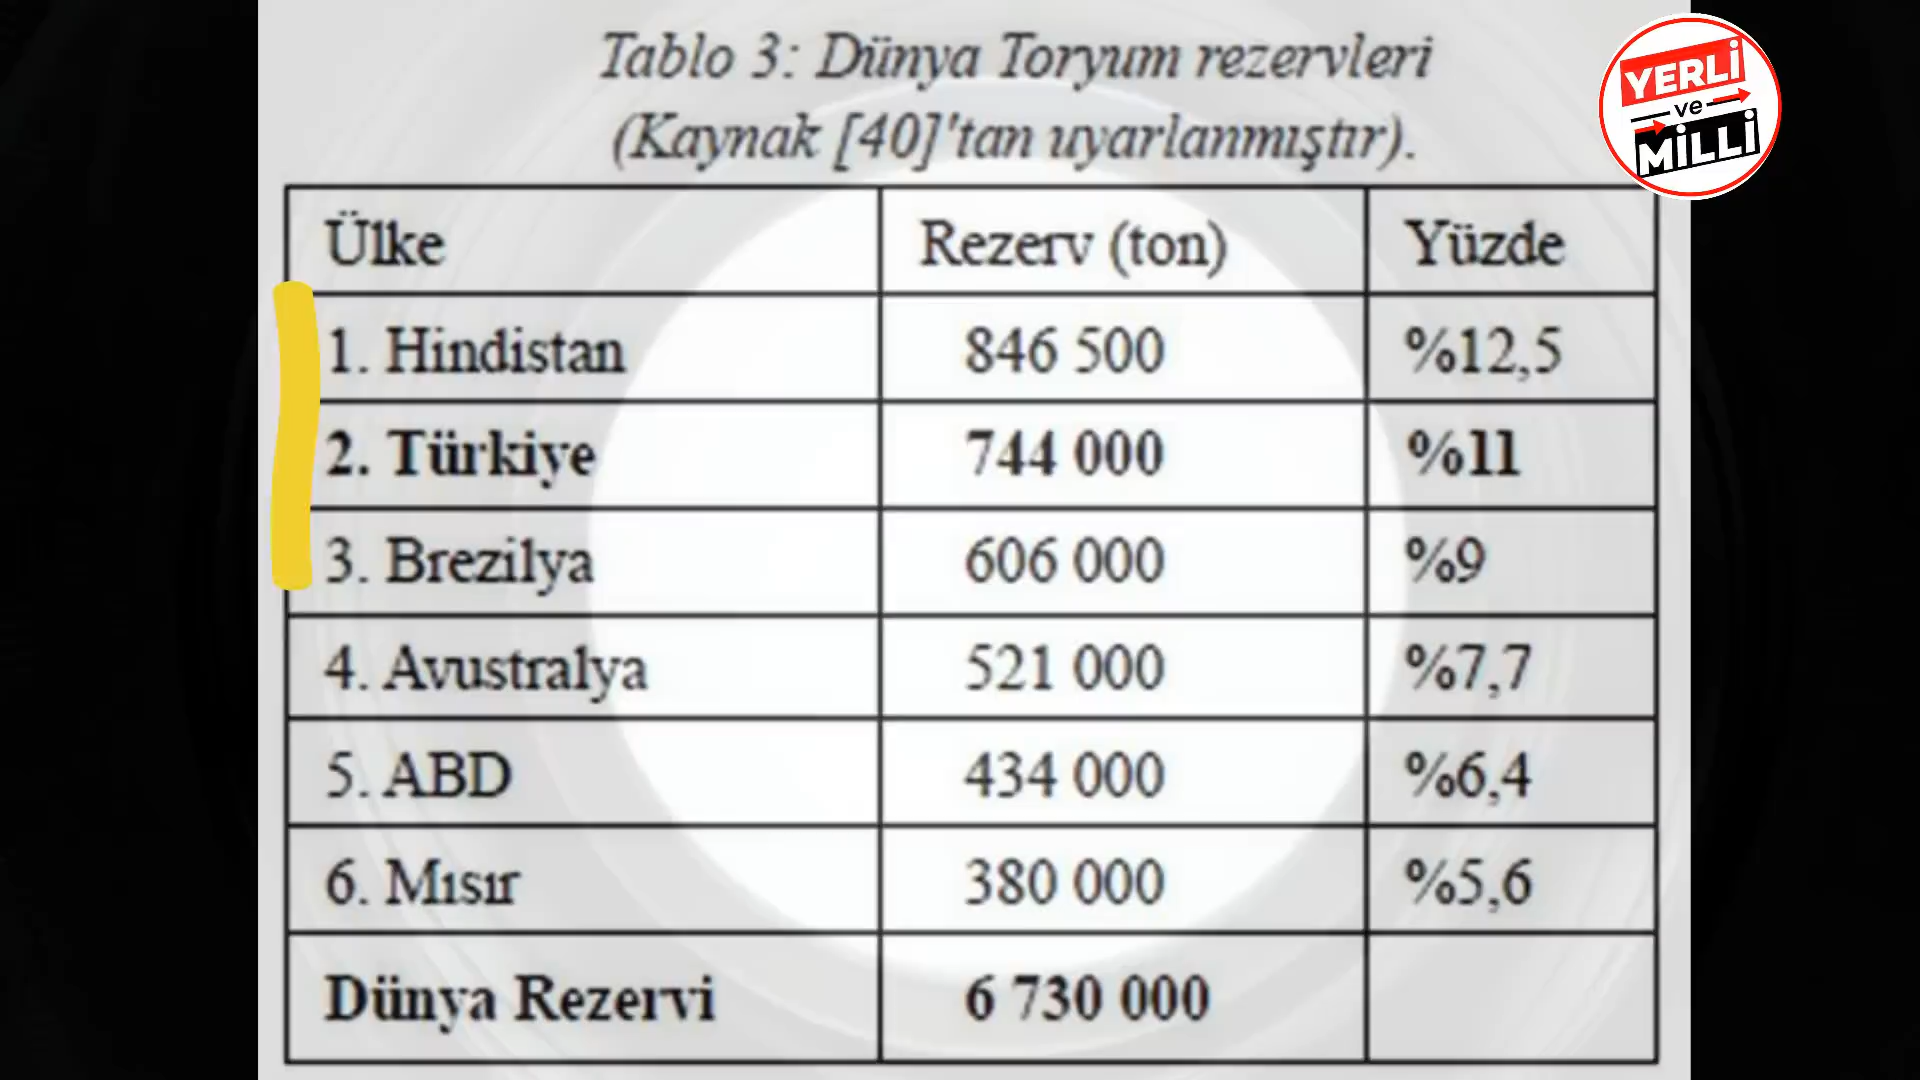 Tablo 3: Dünya Toryum rezervleri
(Kaynak [40]'tan uyarlanmıştır).
YERLİ
ve
MİLLİ
Ülke Rezerv (ton) Yüzde
1. Hindistan 846 500 %12,5
2. Türkiye 744 000 %11
3. Brezilya 606 000 %9
4. Avustralya 521 000 %7,7
5. ABD 434 000 %6,4
6. Mısır 380 000 %5,6
Dünya Rezervi 6 730 000